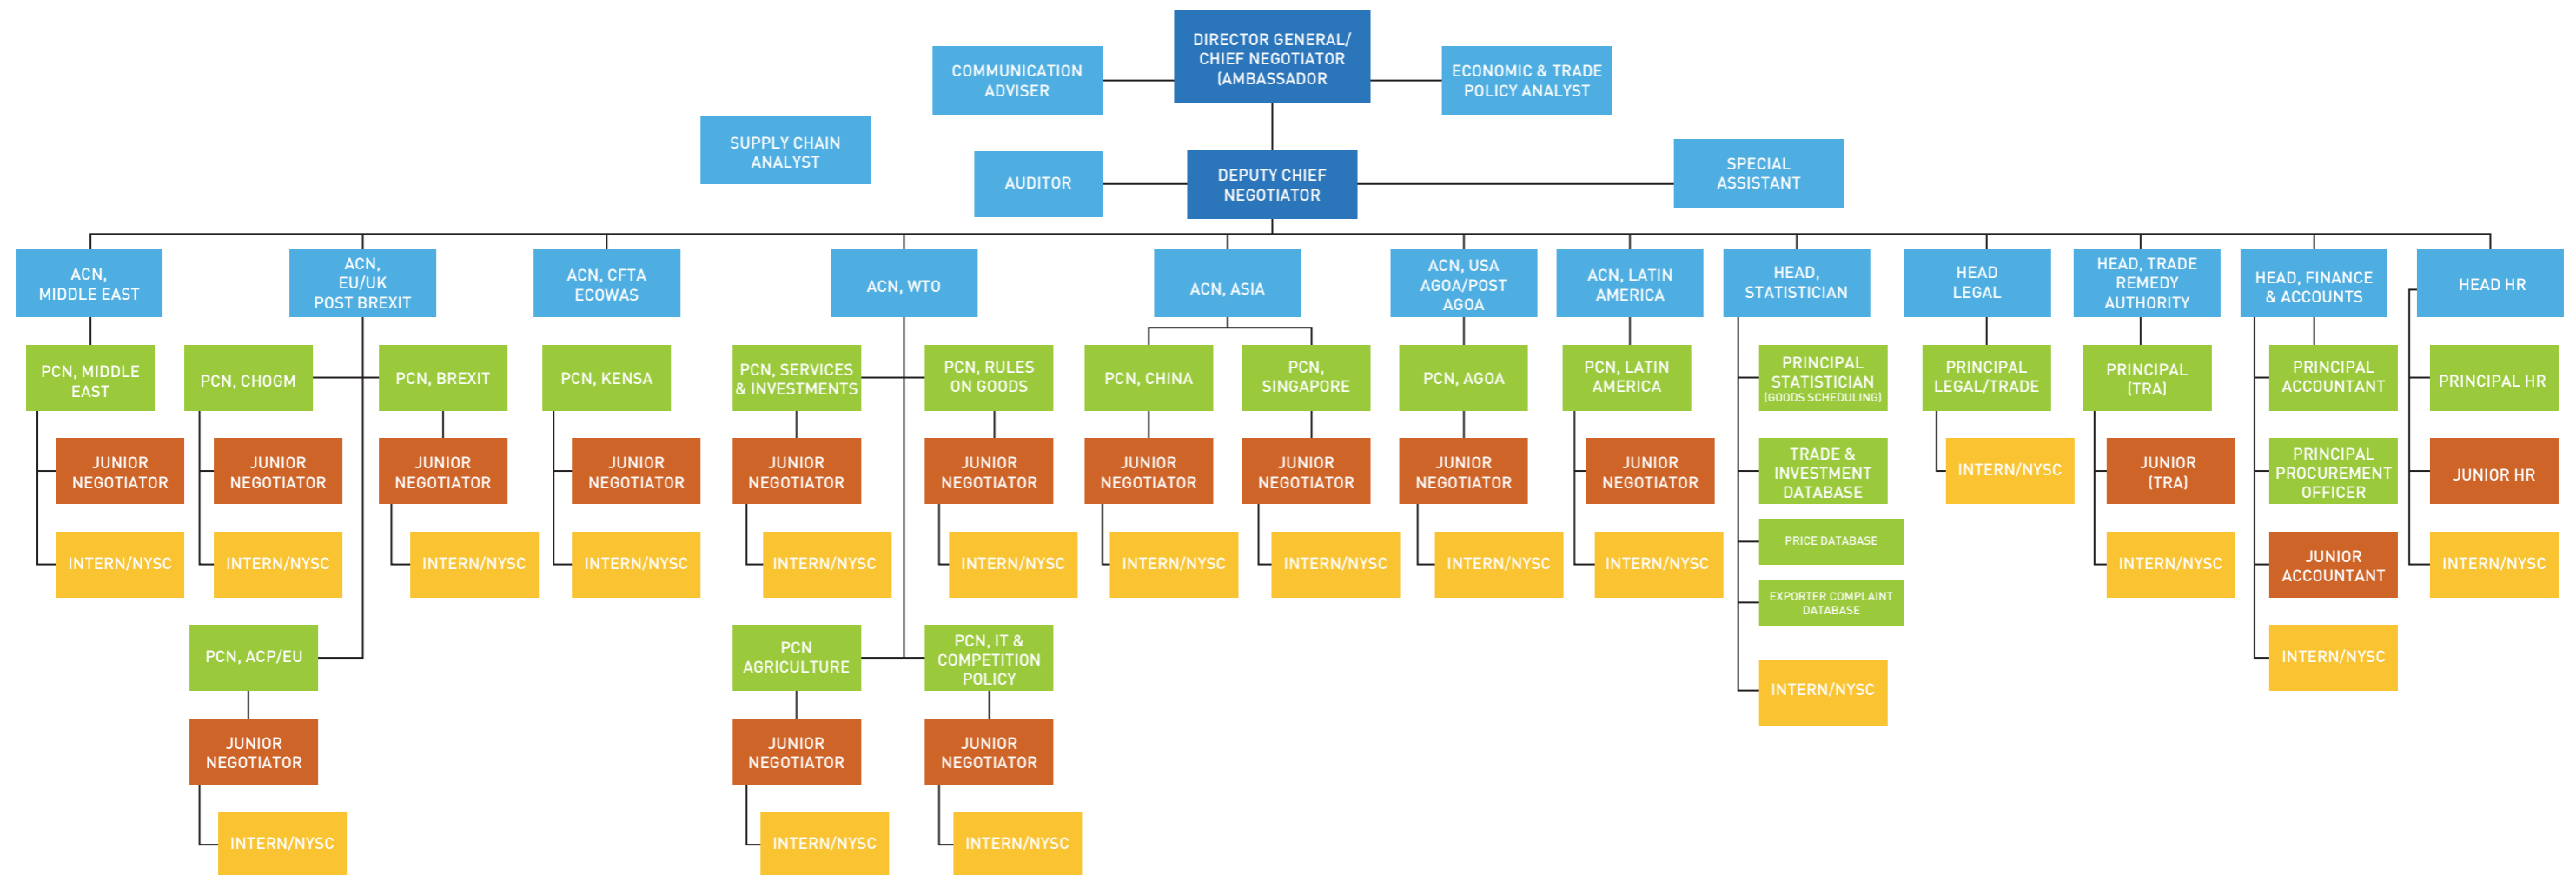 DIRECTOR GENERAL/
CHIEF NEGOTIATOR
(AMBASSADOR
COMMUNICATION
ADVISER
ECONOMIC & TRADE
POLICY ANALYST
SUPPLY CHAIN
ANALYST
AUDITOR
DEPUTY CHIEF
NEGOTIATOR
SPECIAL
ASSISTANT
ACN,
MIDDLE EAST
ACN,
EU/UK
POST BREXIT
ACN, CFTA
ECOWAS
ACN, WTO
ACN, ASIA
ACN, USA
AGOA/POST
AGOA
ACN, LATIN
AMERICA
HEAD,
STATISTICIAN
HEAD
LEGAL
HEAD, TRADE
REMEDY
AUTHORITY
HEAD, FINANCE
& ACCOUNTS
HEAD HR
PCN, MIDDLE
EAST
PCN, CHOGM
PCN, BREXIT
PCN, KENSA
PCN, SERVICES
& INVESTMENTS
PCN, RULES
ON GOODS
PCN, CHINA
PCN,
SINGAPORE
PCN, AGOA
PCN, LATIN
AMERICA
PRINCIPAL
STATISTICIAN
(GOODS SCHEDULING)
PRINCIPAL
LEGAL/TRADE
PRINCIPAL
(TRA)
PRINCIPAL
ACCOUNTANT
PRINCIPAL HR
JUNIOR
NEGOTIATOR
JUNIOR
NEGOTIATOR
JUNIOR
NEGOTIATOR
JUNIOR
NEGOTIATOR
JUNIOR
NEGOTIATOR
JUNIOR
NEGOTIATOR
JUNIOR
NEGOTIATOR
JUNIOR
NEGOTIATOR
JUNIOR
NEGOTIATOR
JUNIOR
NEGOTIATOR
TRADE &
INVESTMENT
DATABASE
INTERN/NYSC
JUNIOR
(TRA)
PRINCIPAL
PROCUREMENT
OFFICER
JUNIOR HR
INTERN/NYSC
INTERN/NYSC
INTERN/NYSC
INTERN/NYSC
INTERN/NYSC
INTERN/NYSC
INTERN/NYSC
INTERN/NYSC
INTERN/NYSC
INTERN/NYSC
PRICE DATABASE
EXPORTER COMPLAINT
DATABASE
INTERN/NYSC
JUNIOR
ACCOUNTANT
INTERN/NYSC
PCN, ACP/EU
PCN
AGRICULTURE
PCN, IT &
COMPETITION
POLICY
INTERN/NYSC
INTERN/NYSC
JUNIOR
NEGOTIATOR
JUNIOR
NEGOTIATOR
JUNIOR
NEGOTIATOR
INTERN/NYSC
INTERN/NYSC
INTERN/NYSC